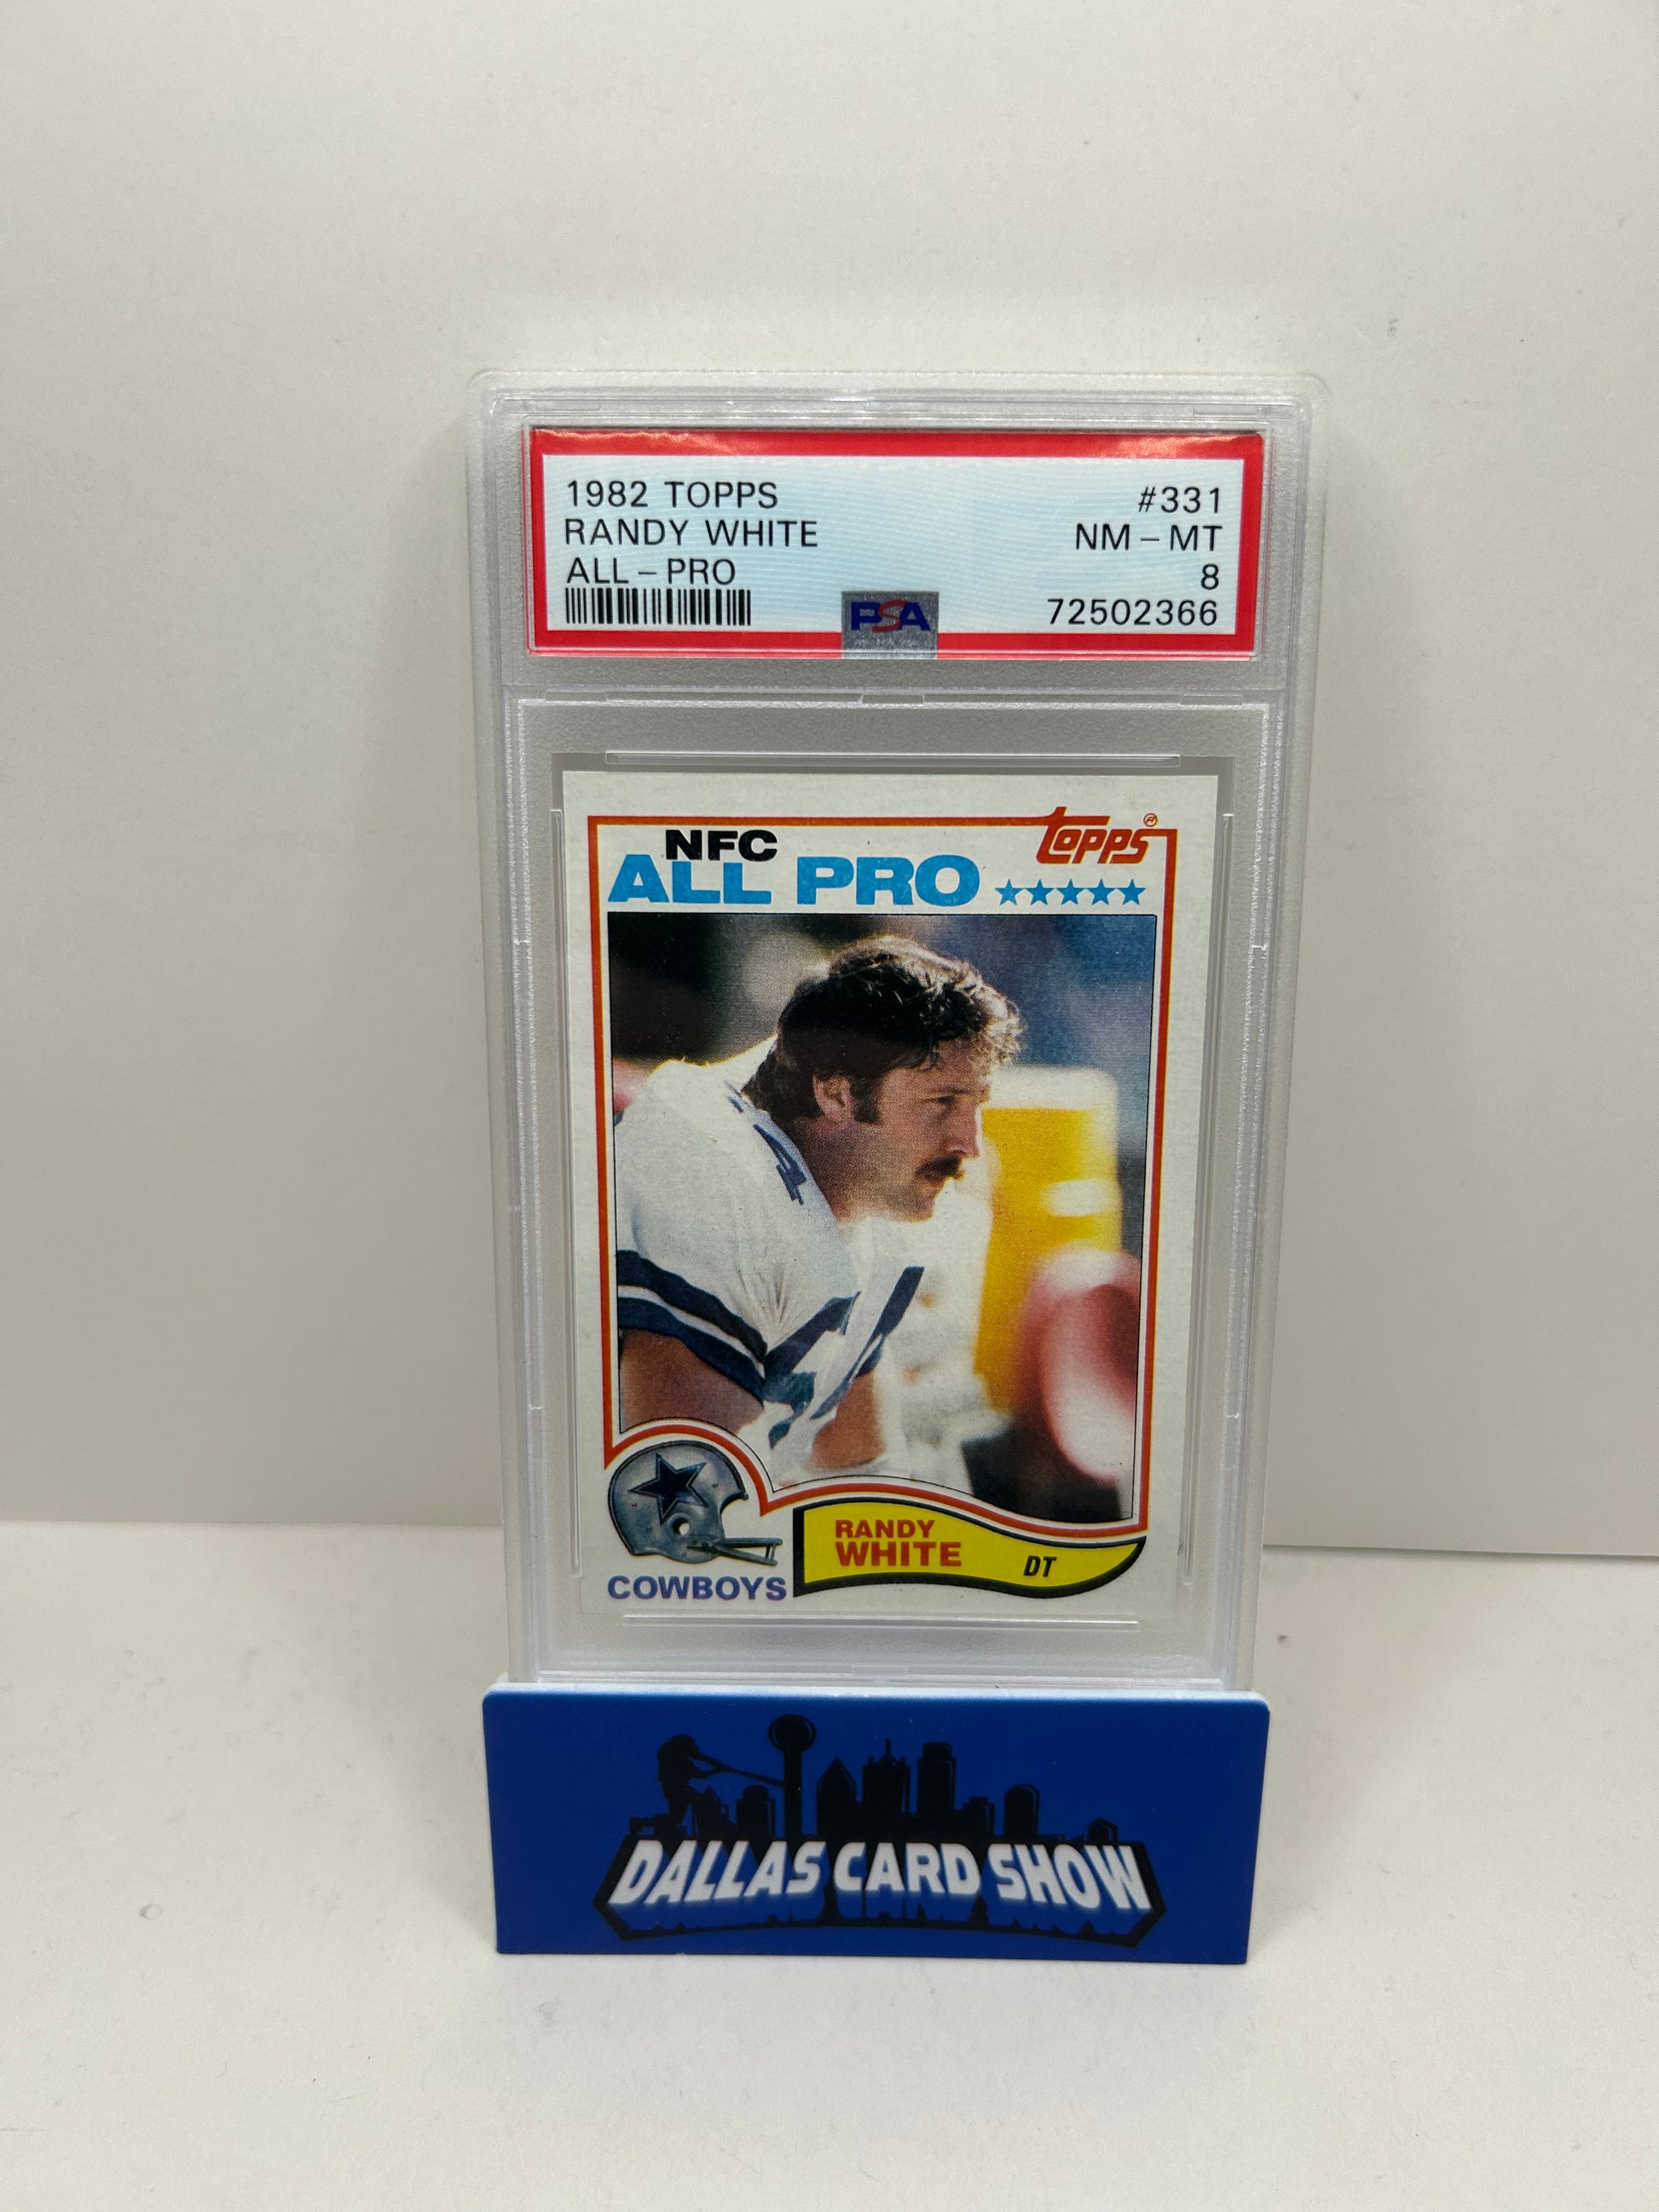 1982 TOPPS #331
RANDY WHITE NM-MT
ALL-PRO 8
PSA 72502366
topps®
NFC
ALL PRO
RANDY
WHITE DT
COWBOYS
DALLAS CARD SHOW